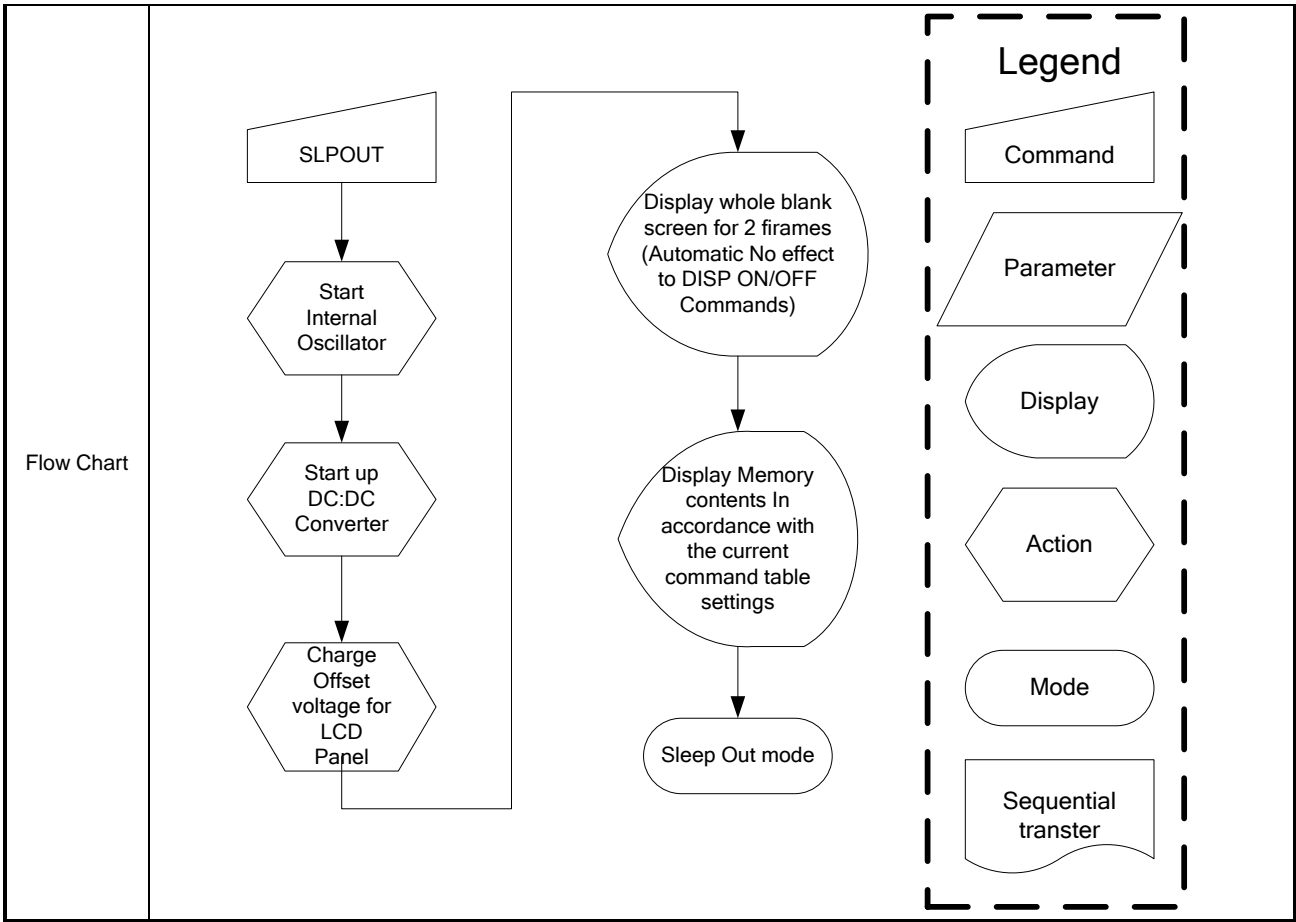 Flow Chart
SLPOUT
Start
Internal
Oscillator
Start up
DC:DC
Converter
Charge
Offset
voltage for
LCD
Panel
Display whole blank
screen for 2 firames
(Automatic No effect
to DISP ON/OFF
Commands)
Display Memory
contents In
accordance with
the current
command table
settings
Sleep Out mode
Legend
Command
Parameter
Display
Action
Mode
Sequential
transter